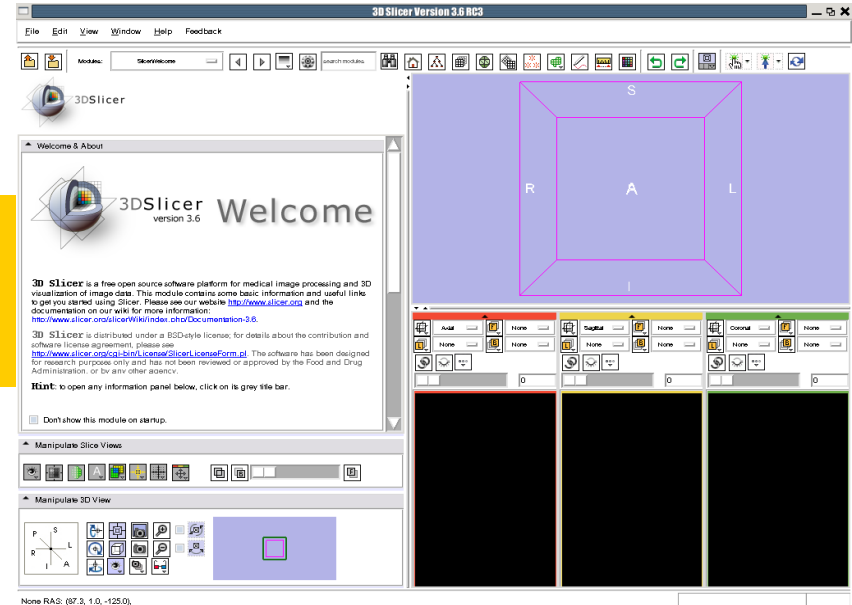 3D Slicer Version 3.6 RC3
File Edit View Window Help Feedback
Modules: SlicerWelcome search modules
3DSlicer
Welcome & About
3DSlicer
version 3.6
Welcome
3D Slicer is a free open source software platform for medical image processing and 3D
visualization of image data. This module contains some basic information and useful links
to get you started using Slicer. Please see our website http://www.slicer.org and the
documentation on our wiki for more information:
http://www.slicer.org/slicerWiki/index.php/Documentation-3.6.
3D Slicer is distributed under a BSD-style license; for details about the contribution and
software license agreement, please see
http://www.slicer.org/cgi-bin/License/SlicerLicenseForm.pl. The software has been designed
for research purposes only and has not been reviewed or approved by the Food and Drug
Administration, or by any other agency.
Hint: to open any information panel below, click on its grey title bar.
Don't show this module on startup.
Manipulate Slice Views
Manipulate 3D View
P S
R L
I A
S
R A L
I
Axial None Sagittal None Coronal None
None None None None None None
0 0 0
None RAS: (87.3, 1.0, -125.0),